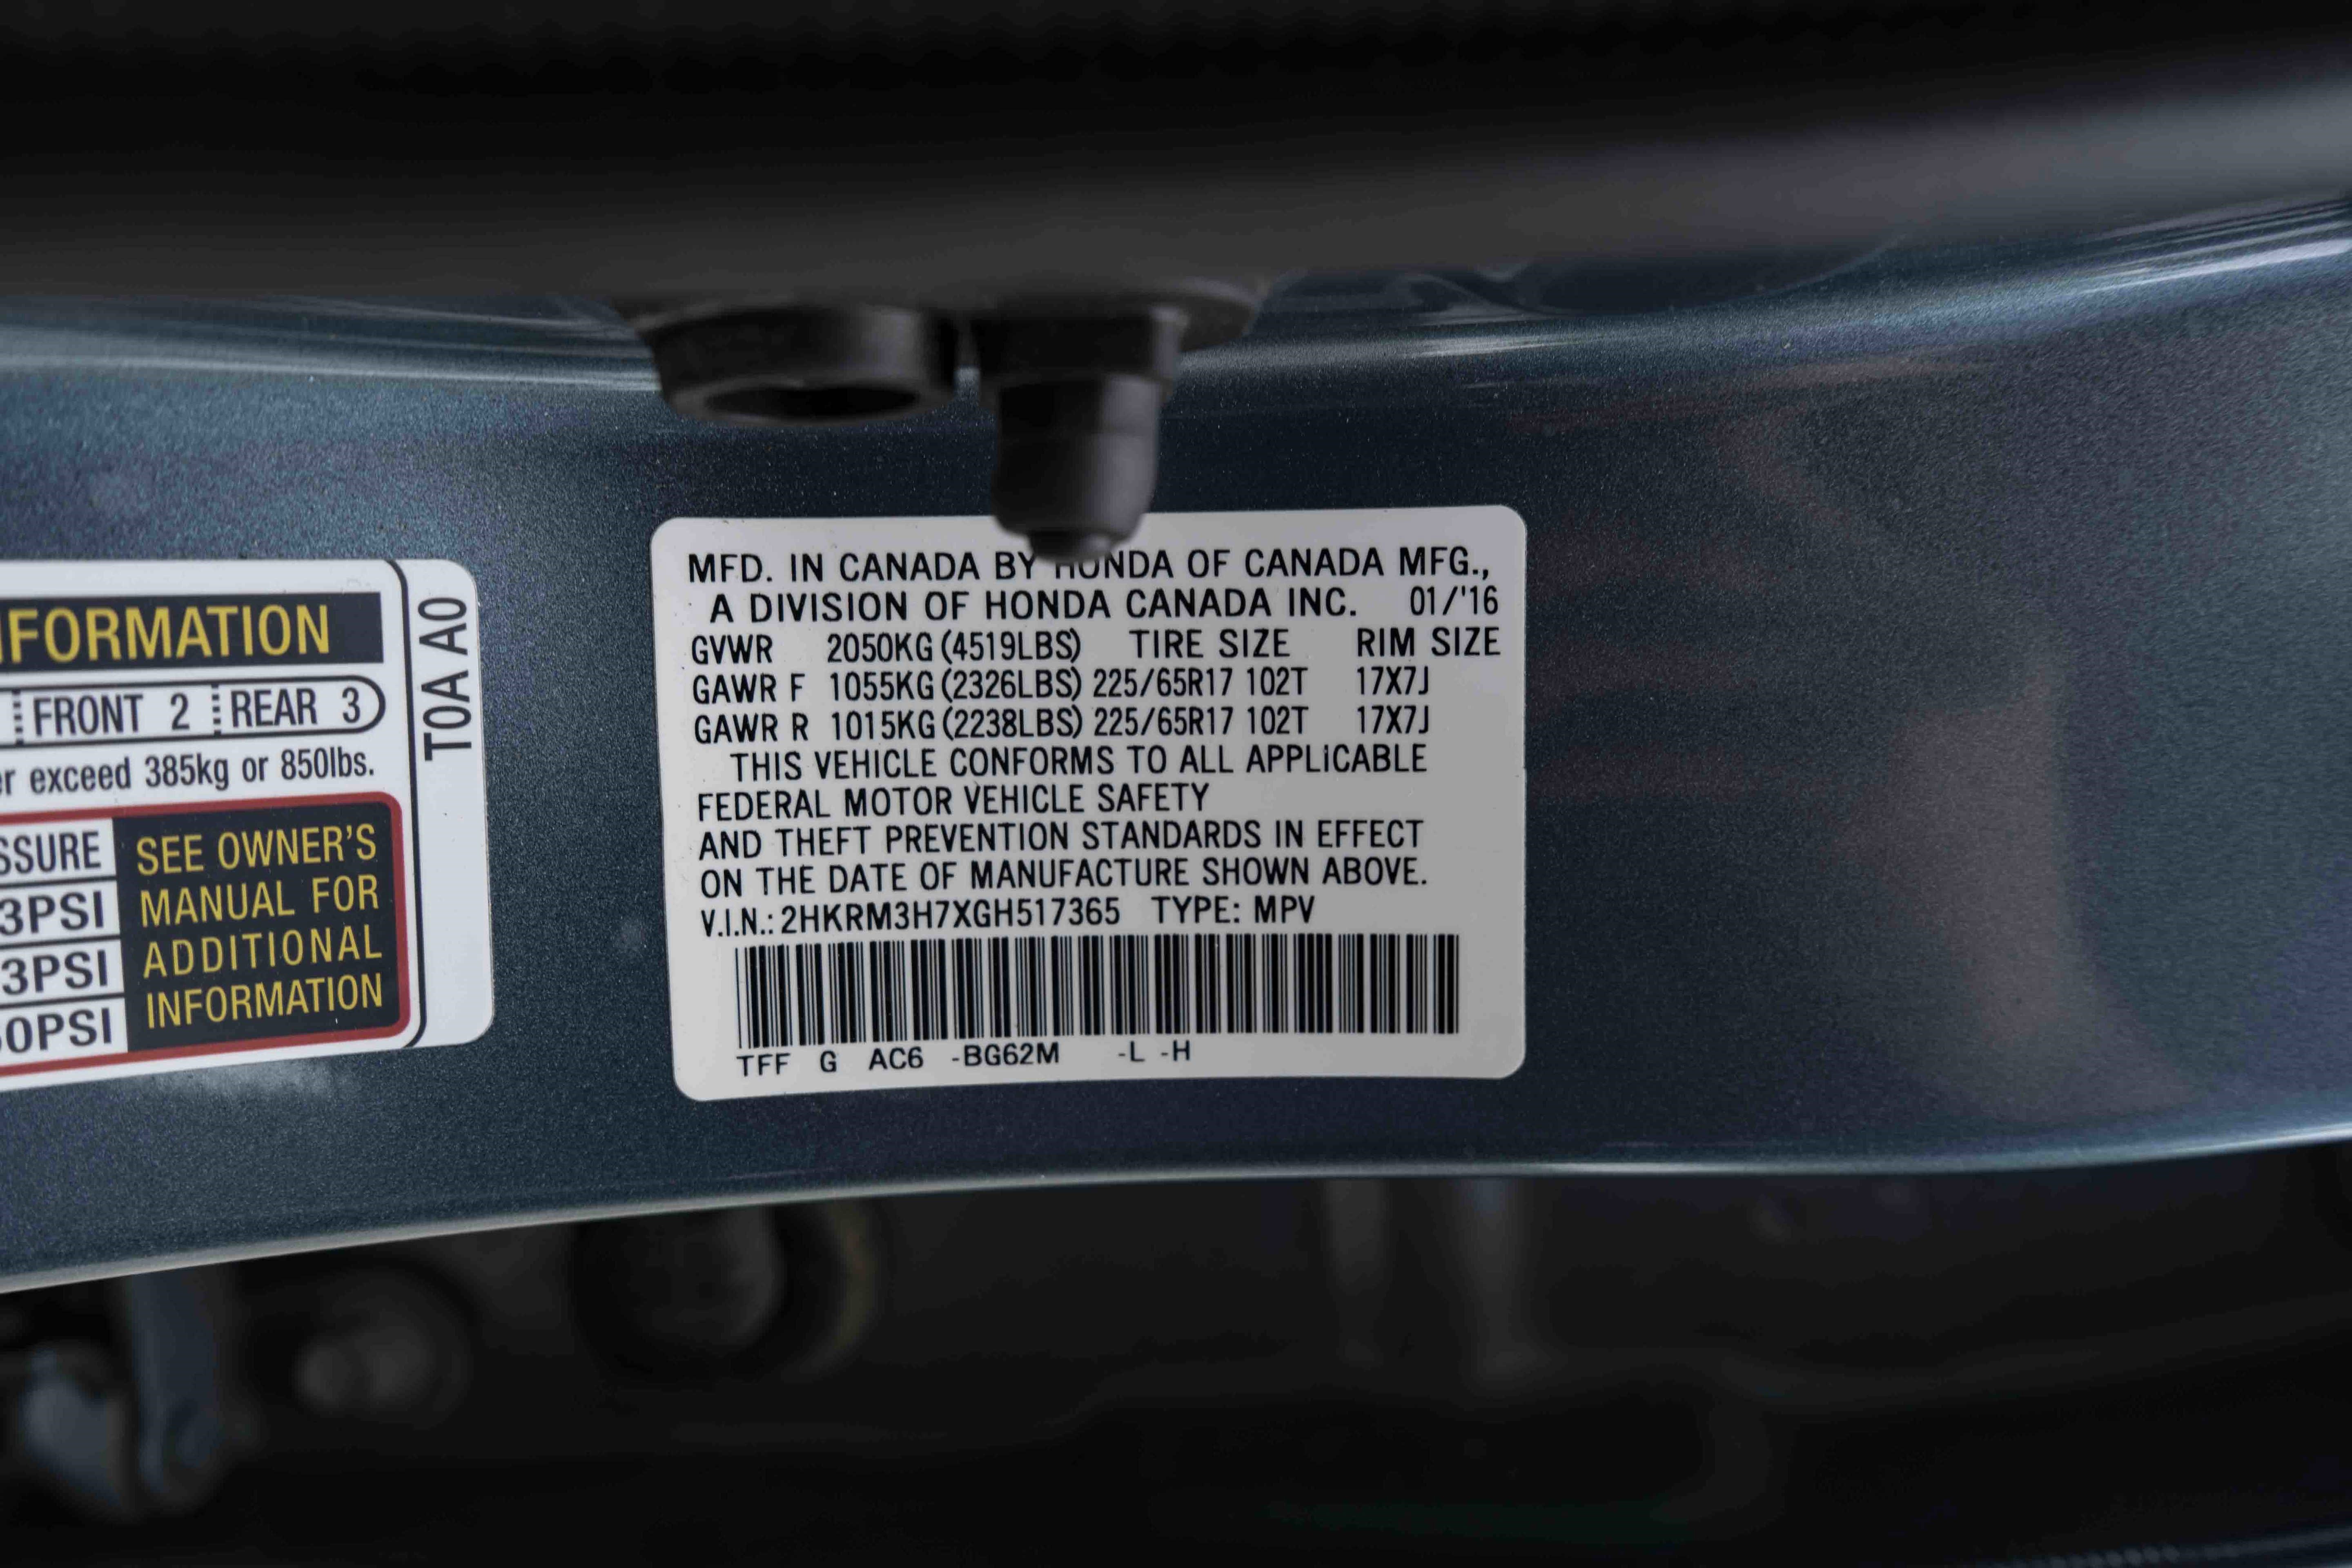 FORMATION
FRONT 2 REAR 3
exceed 385kg or 850lbs.
SSURE
3PSI
3PSI
0PSI
SEE OWNER'S
MANUAL FOR
ADDITIONAL
INFORMATION
T0A A0
MFD. IN CANADA BY HONDA OF CANADA MFG.,
A DIVISION OF HONDA CANADA INC. 01/'16
GVWR 2050KG (4519LBS) TIRE SIZE RIM SIZE
GAWR F 1055KG (2326LBS) 225/65R17 102T 17X7J
GAWR R 1015KG (2238LBS) 225/65R17 102T 17X7J
THIS VEHICLE CONFORMS TO ALL APPLICABLE
FEDERAL MOTOR VEHICLE SAFETY
AND THEFT PREVENTION STANDARDS IN EFFECT
ON THE DATE OF MANUFACTURE SHOWN ABOVE.
V.I.N.: 2HKRM3H7XGH517365 TYPE: MPV
TFF G AC6 -BG62M -L -H